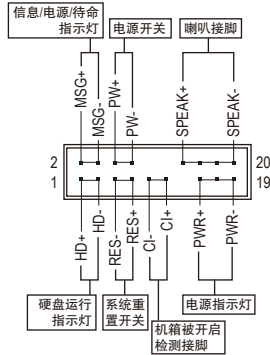 信息/电源/待命
指示灯
电源开关
喇叭接脚
MSG+
MSG-
PW+
PW-
SPEAK+
SPEAK-
2
20
1
19
HD+
HD-
RES-
RES+
CI-
CI+
PWR+
PWR-
硬盘运行
指示灯
系统重
置开关
机箱被开启
检测接脚
电源指示灯